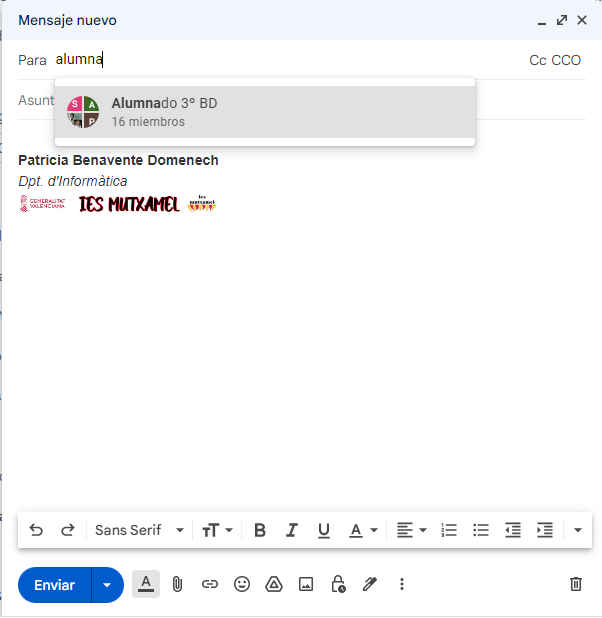 Mensaje nuevo
Para alumna Cc CCO
Asunt
Alumnado 3º BD
16 miembros
S A P
Patricia Benavente Domenech
Dpt. d'Informàtica
GENERALITAT VALENCIANA IES MUTXAMEL ies mutxamel
Sans Serif
Enviar